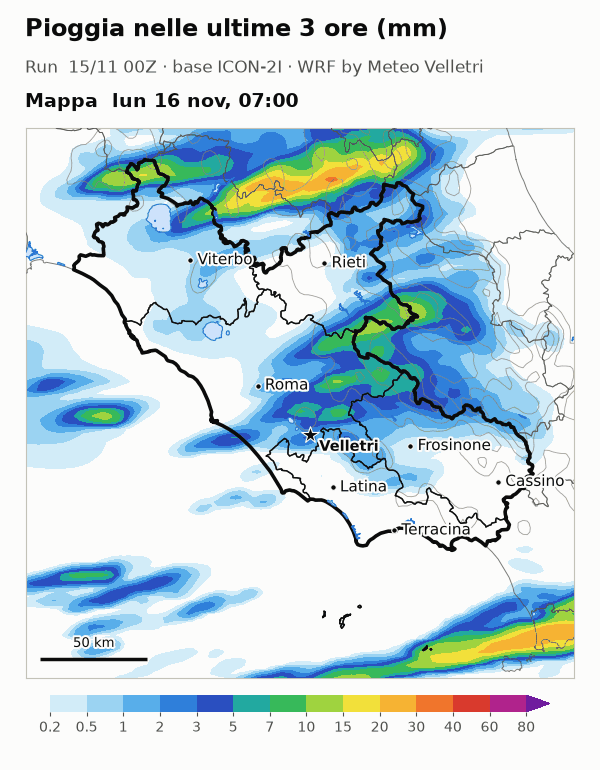 Pioggia nelle ultime 3 ore (mm)
Run 15/11 00Z · base ICON-2I · WRF by Meteo Velletri
Mappa lun 16 nov, 07:00
Viterbo
Rieti
Roma
Velletri
Frosinone
Latina
Cassino
Terracina
50 km
0.2 0.5 1 2 3 5 7 10 15 20 30 40 60 80